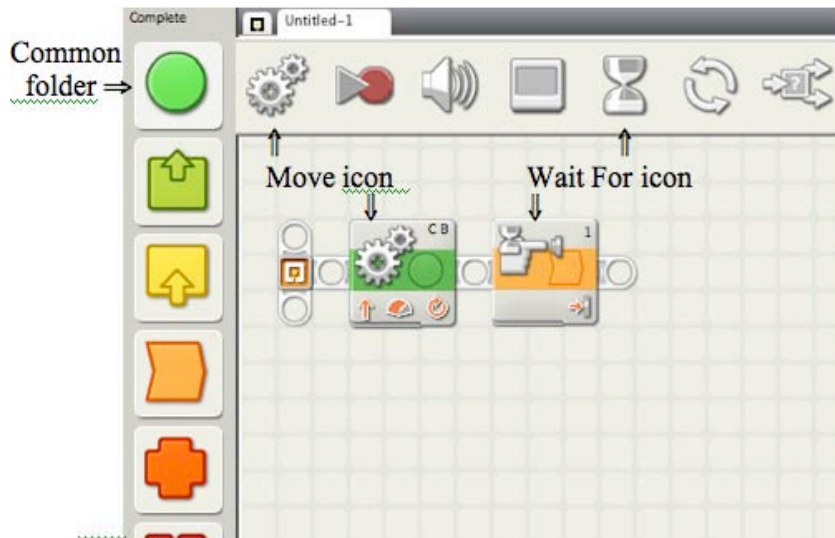 Complete
Untitled-1
Common
folder ⇒
Move icon
Wait For icon
C B
1
?